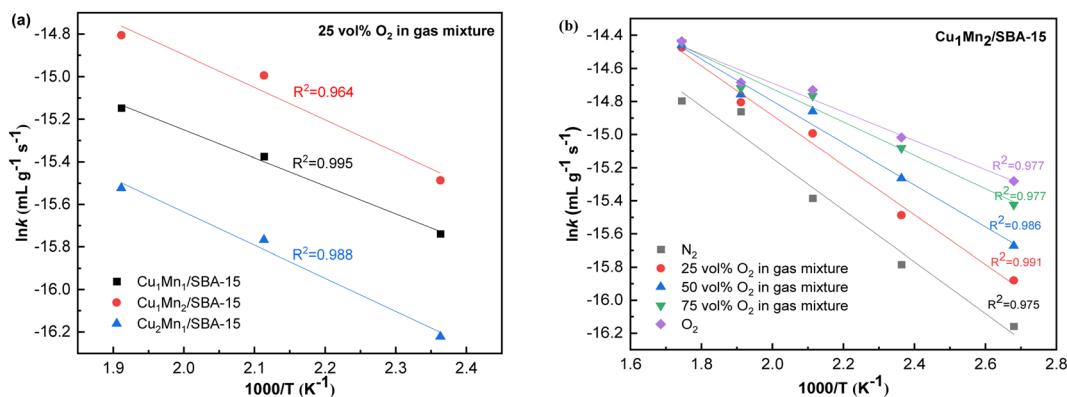 (a)
25 vol% O₂ in gas mixture
R²=0.964
R²=0.995
R²=0.988
Cu₁Mn₁/SBA-15
Cu₁Mn₂/SBA-15
Cu₂Mn₁/SBA-15
-14.8
-15.0
-15.2
-15.4
-15.6
-15.8
-16.0
-16.2
lnk (mL g⁻¹ s⁻¹)
1.9
2.0
2.1
2.2
2.3
2.4
2.5
1000/T (K⁻¹)
(b)
Cu₁Mn₂/SBA-15
R²=0.977
R²=0.977
R²=0.986
R²=0.991
R²=0.975
N₂
25 vol% O₂ in gas mixture
50 vol% O₂ in gas mixture
75 vol% O₂ in gas mixture
O₂
-14.4
-14.6
-14.8
-15.0
-15.2
-15.4
-15.6
-15.8
-16.0
-16.2
lnk (mL g⁻¹ s⁻¹)
1.6
1.8
2.0
2.2
2.4
2.6
2.8
1000/T (K⁻¹)